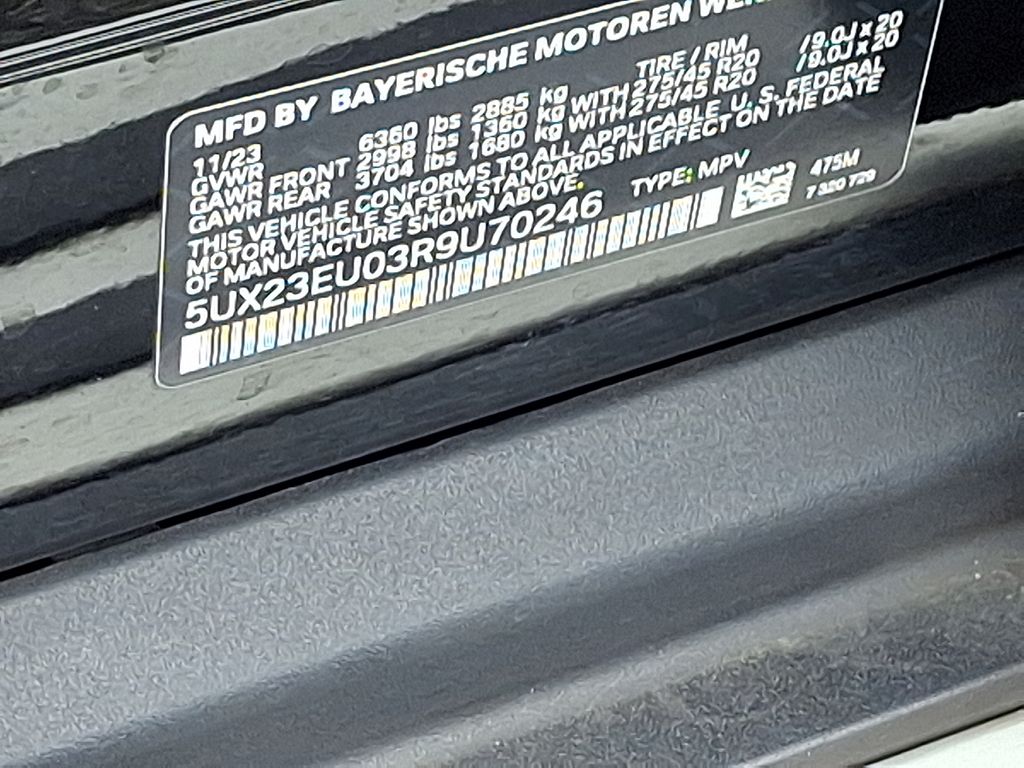 MFD BY BAYERISCHE MOTOREN
11/23
GVWR 6360 lbs 2885 kg TIRE / RIM
GAWR FRONT 2998 lbs 1360 kg WITH 275/45 R20 / 9.0J x 20
GAWR REAR 3704 lbs 1680 kg WITH 275/45 R20 / 9.0J x 20
THIS VEHICLE CONFORMS TO ALL APPLICABLE U. S. FEDERAL
MOTOR VEHICLE SAFETY STANDARDS IN EFFECT ON THE DATE
OF MANUFACTURE SHOWN ABOVE.
5UX23EU03R9U70246 TYPE: MPV 475M
7 320 729